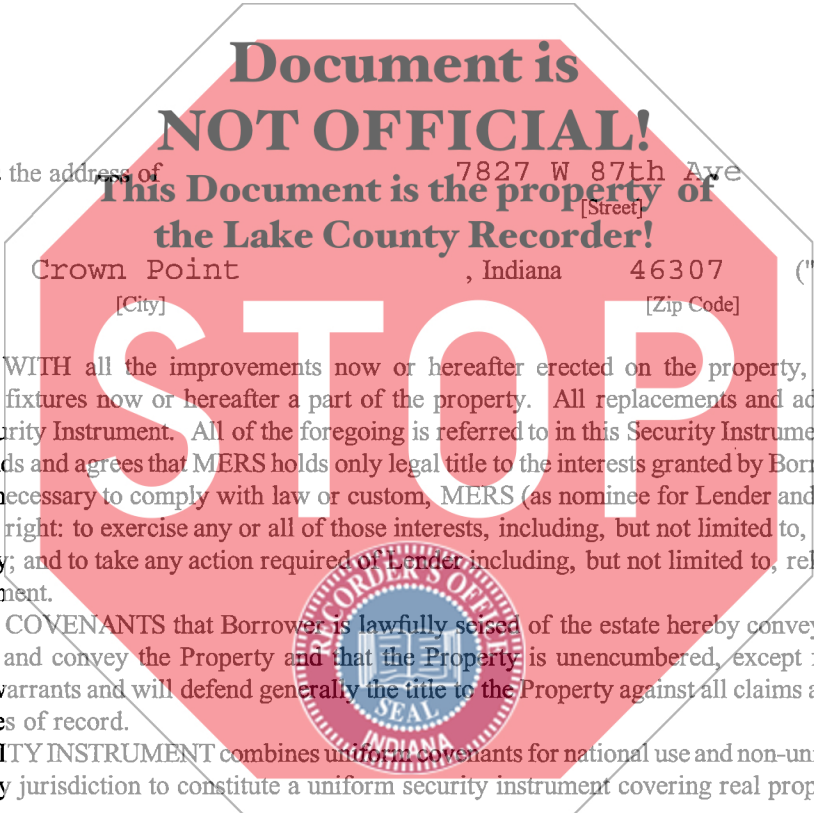 Document is
NOT OFFICIAL!
the address of 7827 W 87th Ave
This Document is the property of
[Street]
the Lake County Recorder!
Crown Point , Indiana 46307 ("
[City] [Zip Code]
STOP
WITH all the improvements now or hereafter erected on the property,
fixtures now or hereafter a part of the property. All replacements and ad
urity Instrument. All of the foregoing is referred to in this Security Instrume
ds and agrees that MERS holds only legal title to the interests granted by Borr
necessary to comply with law or custom, MERS (as nominee for Lender and
right: to exercise any or all of those interests, including, but not limited to,
y; and to take any action required of Lender including, but not limited to, rel
ment.
COVENANTS that Borrower is lawfully seised of the estate hereby convey
and convey the Property and that the Property is unencumbered, except f
warrants and will defend generally the title to the Property against all claims a
es of record.
ITY INSTRUMENT combines uniform covenants for national use and non-uni
y jurisdiction to constitute a uniform security instrument covering real prop
RECORDER'S OFFICE
SEAL
INDIANA